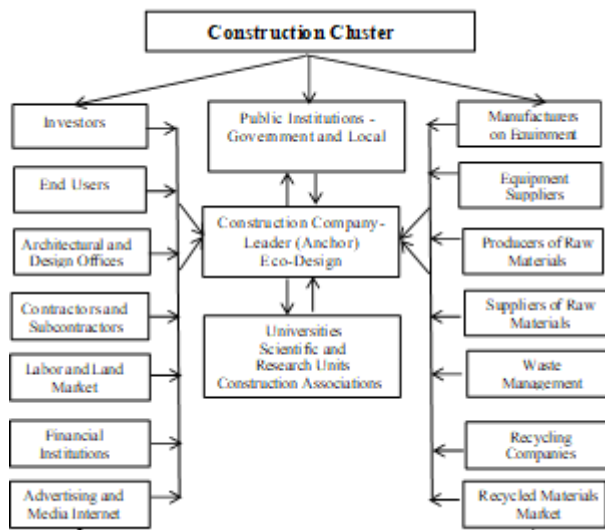 Construction Cluster
Investors
End Users
Architectural and
Design Offices
Contractors and
Subcontractors
Labor and Land
Market
Financial
Institutions
Advertising and
Media Internet
Public Institutions -
Government and Local
Construction Company-
Leader (Anchor)
Eco-Design
Universities
Scientific and
Research Units
Construction Associations
Manufacturers
on Equipment
Equipment
Suppliers
Producers of Raw
Materials
Suppliers of Raw
Materials
Waste
Management
Recycling
Companies
Recycled Materials
Market